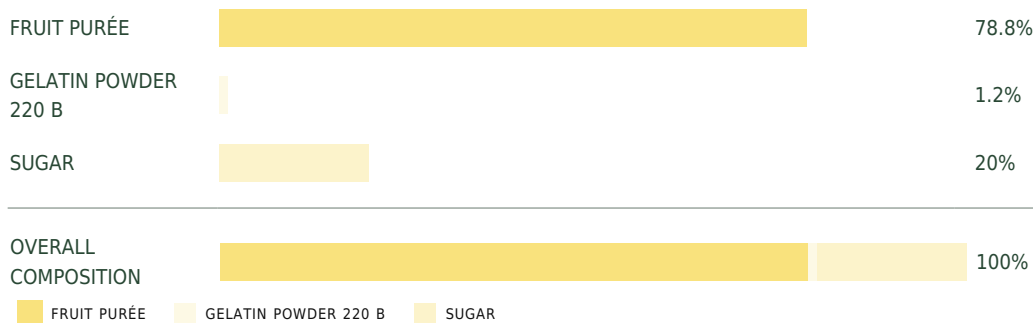 FRUIT PURÉE 78.8%
GELATIN POWDER
220 B 1.2%
SUGAR 20%
OVERALL
COMPOSITION 100%
FRUIT PURÉE GELATIN POWDER 220 B SUGAR